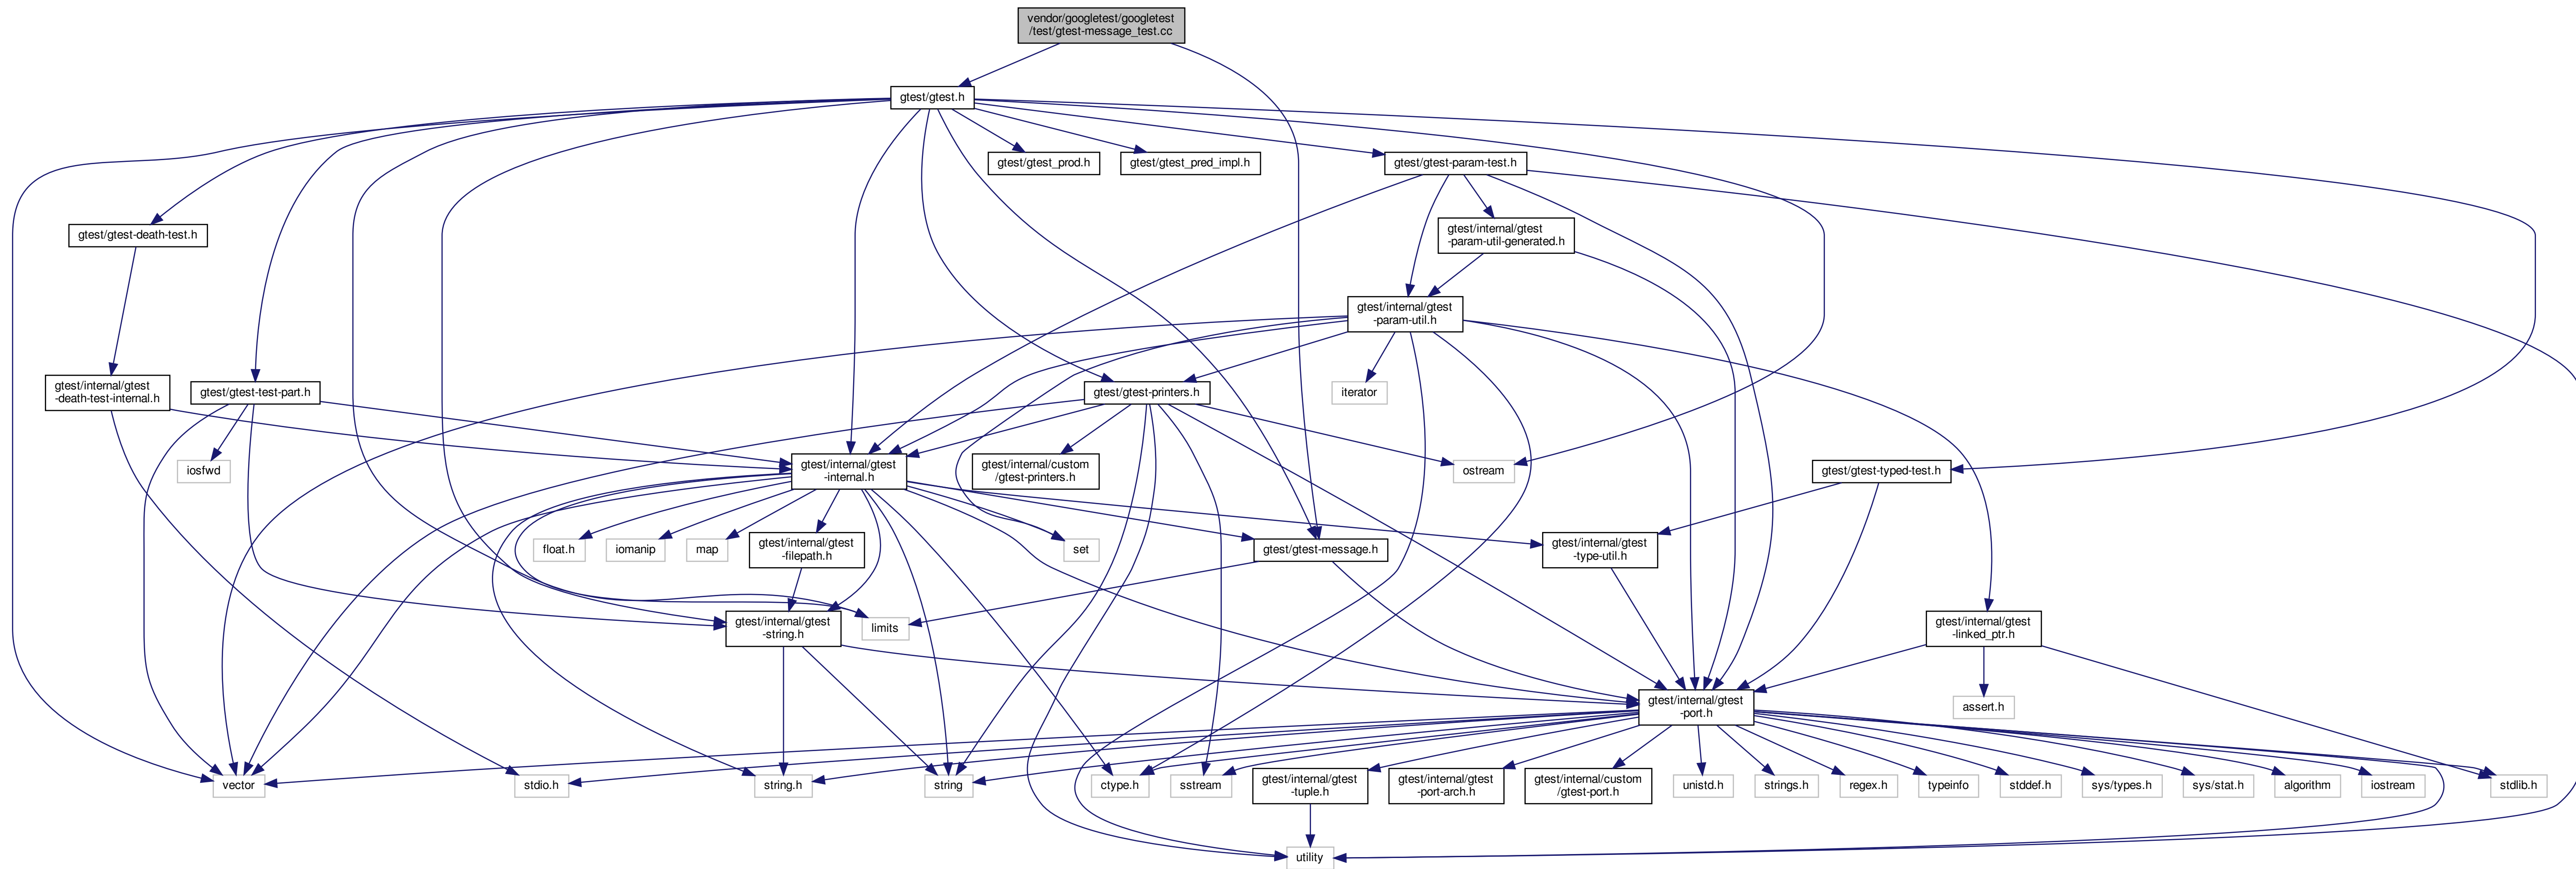 vendor/googletest/googletest
/test/gtest-message_test.cc
gtest/gtest.h
gtest/gtest_prod.h
gtest/gtest_pred_impl.h
gtest/gtest-param-test.h
gtest/gtest-death-test.h
gtest/internal/gtest
-param-util-generated.h
gtest/internal/gtest
-param-util.h
gtest/internal/gtest
-death-test-internal.h
gtest/gtest-test-part.h
gtest/gtest-printers.h
iterator
iosfwd
gtest/internal/gtest
-internal.h
gtest/internal/custom
/gtest-printers.h
ostream
gtest/gtest-typed-test.h
float.h
iomanip
map
gtest/internal/gtest
-filepath.h
set
gtest/gtest-message.h
gtest/internal/gtest
-type-util.h
gtest/internal/gtest
-string.h
limits
gtest/internal/gtest
-linked_ptr.h
gtest/internal/gtest
-port.h
assert.h
vector
stdio.h
string.h
string
ctype.h
sstream
gtest/internal/gtest
-tuple.h
gtest/internal/gtest
-port-arch.h
gtest/internal/custom
/gtest-port.h
unistd.h
strings.h
regex.h
typeinfo
stddef.h
sys/types.h
sys/stat.h
algorithm
iostream
stdlib.h
utility